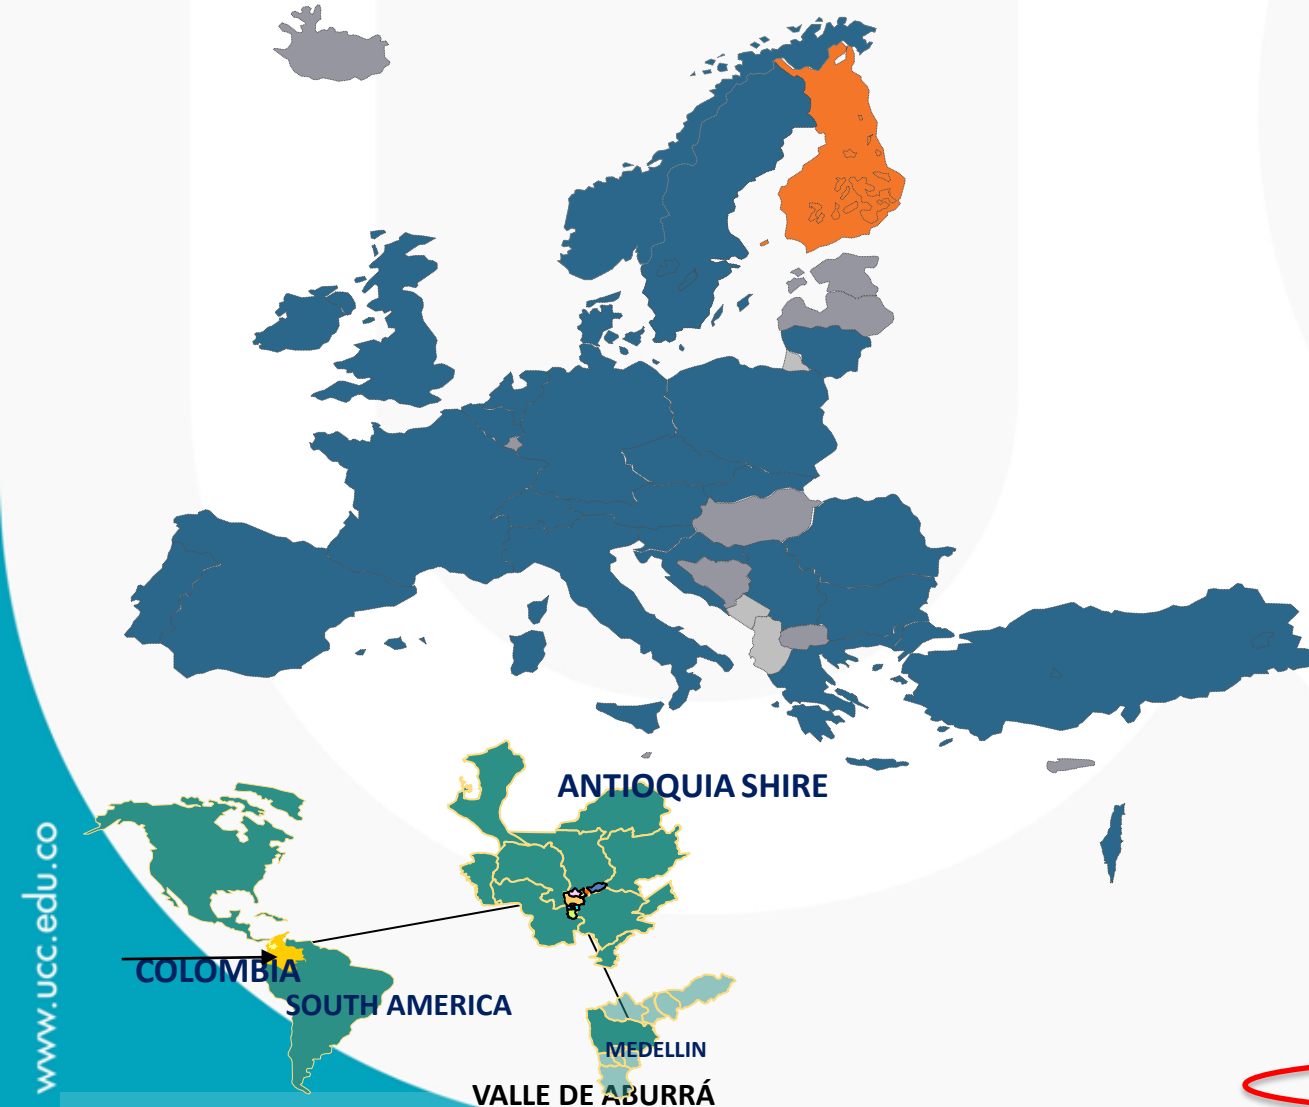 ANTIOQUIA SHIRE
www.ucc.edu.co
COLOMBIA
SOUTH AMERICA
MEDELLIN
VALLE DE ABURRÁ